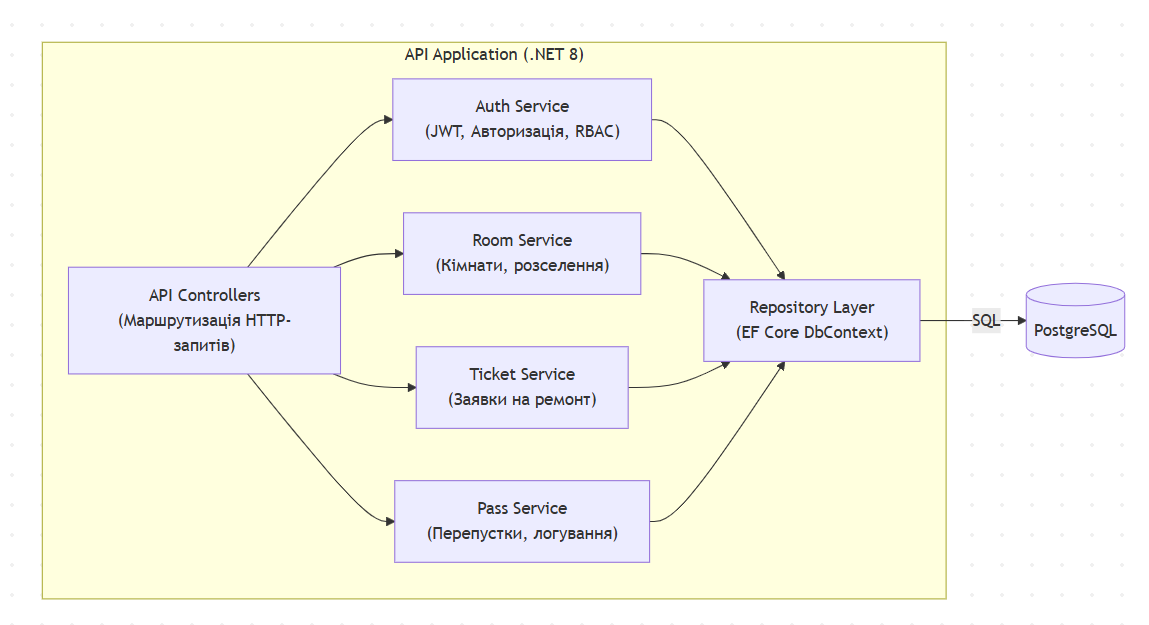 API Application (.NET 8)
Auth Service
(JWT, Авторизація, RBAC)
Room Service
(Кімнати, розселення)
API Controllers
(Маршрутизація HTTP-
запитів)
Repository Layer
(EF Core DbContext)
SQL
PostgreSQL
Ticket Service
(Заявки на ремонт)
Pass Service
(Перепустки, логування)